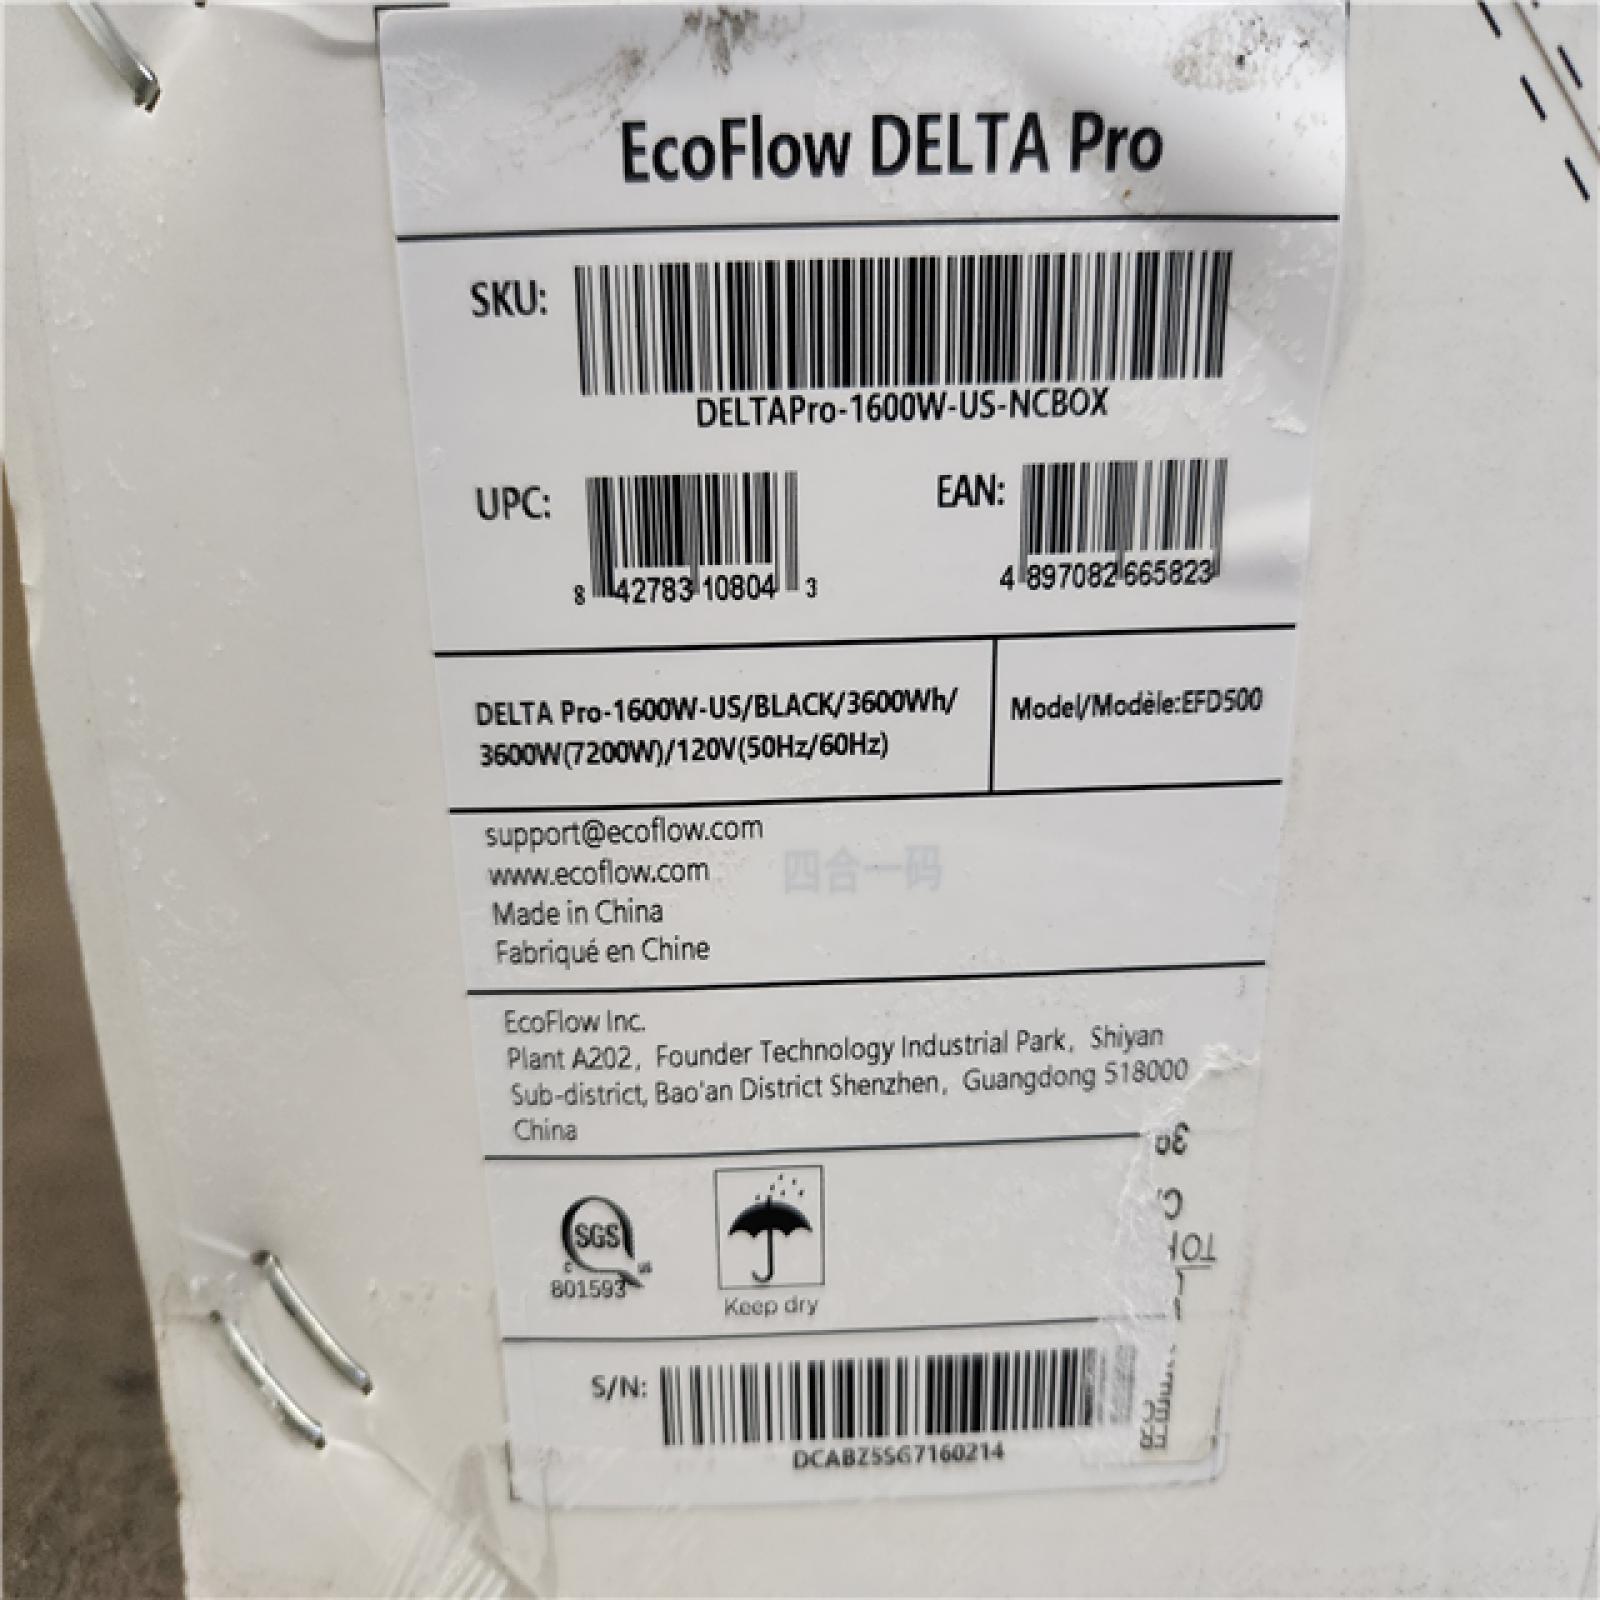 EcoFlow DELTA Pro
SKU:
DELTAPro-1600W-US-NCBOX
UPC:
8 42783 10804 3
EAN:
4 897082 665823
DELTA Pro-1600W-US/BLACK/3600Wh/
3600W(7200W)/120V(50Hz/60Hz)
Model/Modèle:EFD500
support@ecoflow.com
www.ecoflow.com
四合一码
Made in China
Fabriqué en Chine
EcoFlow Inc.
Plant A202, Founder Technology Industrial Park, Shiyan
Sub-district, Bao'an District Shenzhen, Guangdong 518000
China
SGS
C US
801593
Keep dry
S/N:
DCABZ5SG7160214